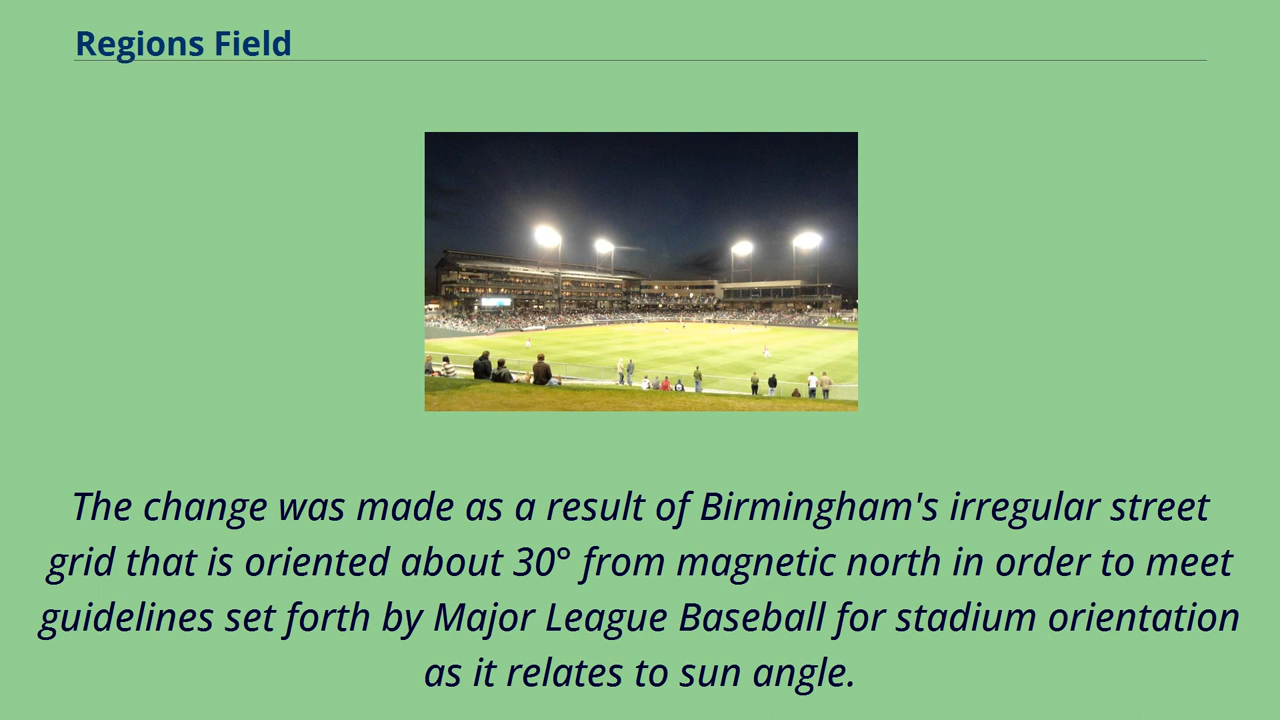 Regions Field
The change was made as a result of Birmingham's irregular street
grid that is oriented about 30° from magnetic north in order to meet
guidelines set forth by Major League Baseball for stadium orientation
as it relates to sun angle.